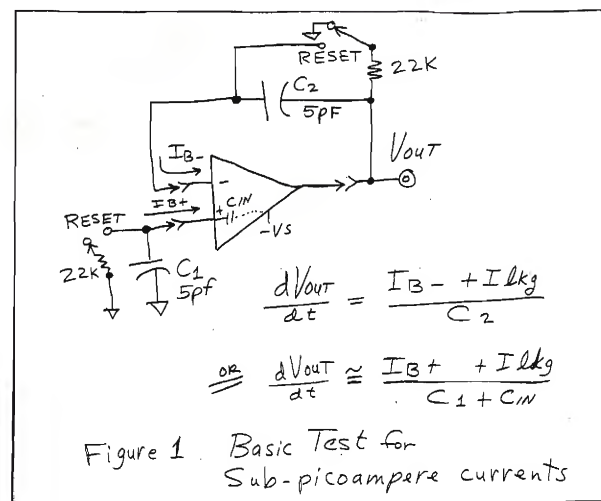 RESET
22K
C2
5pF
VOUT
IB-
-
IB+
+ CIN
-VS
RESET
22K
C1
5pf
dVOUT/dt = IB- + Ilkg / C2
OR dVOUT/dt ≅ IB+ + Ilkg / C1 + CIN
Figure 1. Basic Test for
Sub-picoampere currents